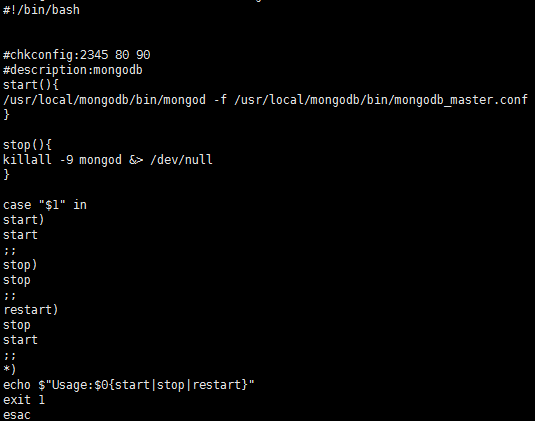 #!/bin/bash
#chkconfig:2345 80 90
#description:mongodb
start(){
/usr/local/mongodb/bin/mongod -f /usr/local/mongodb/bin/mongodb_master.conf
}
stop(){
killall -9 mongod &> /dev/null
}
case "$1" in
start)
start
;;
stop)
stop
;;
restart)
stop
start
;;
*)
echo $"Usage:$0{start|stop|restart}"
exit 1
esac